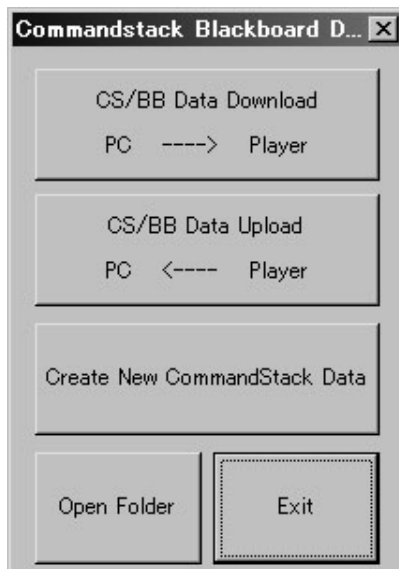 Commandstack Blackboard D...
CS/BB Data Download
PC ----> Player
CS/BB Data Upload
PC <---- Player
Create New CommandStack Data
Open Folder
Exit